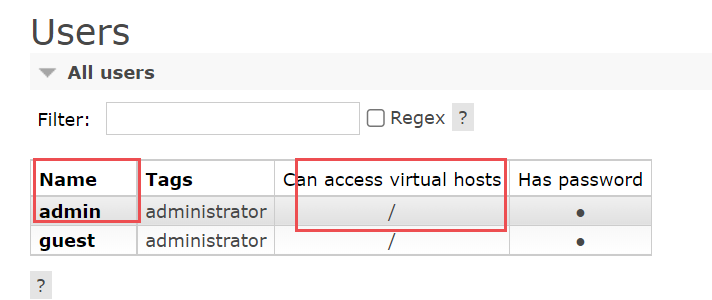 Users
All users
Filter: Regex ?
Name Tags Can access virtual hosts Has password
admin administrator / ●
guest administrator / ●
?